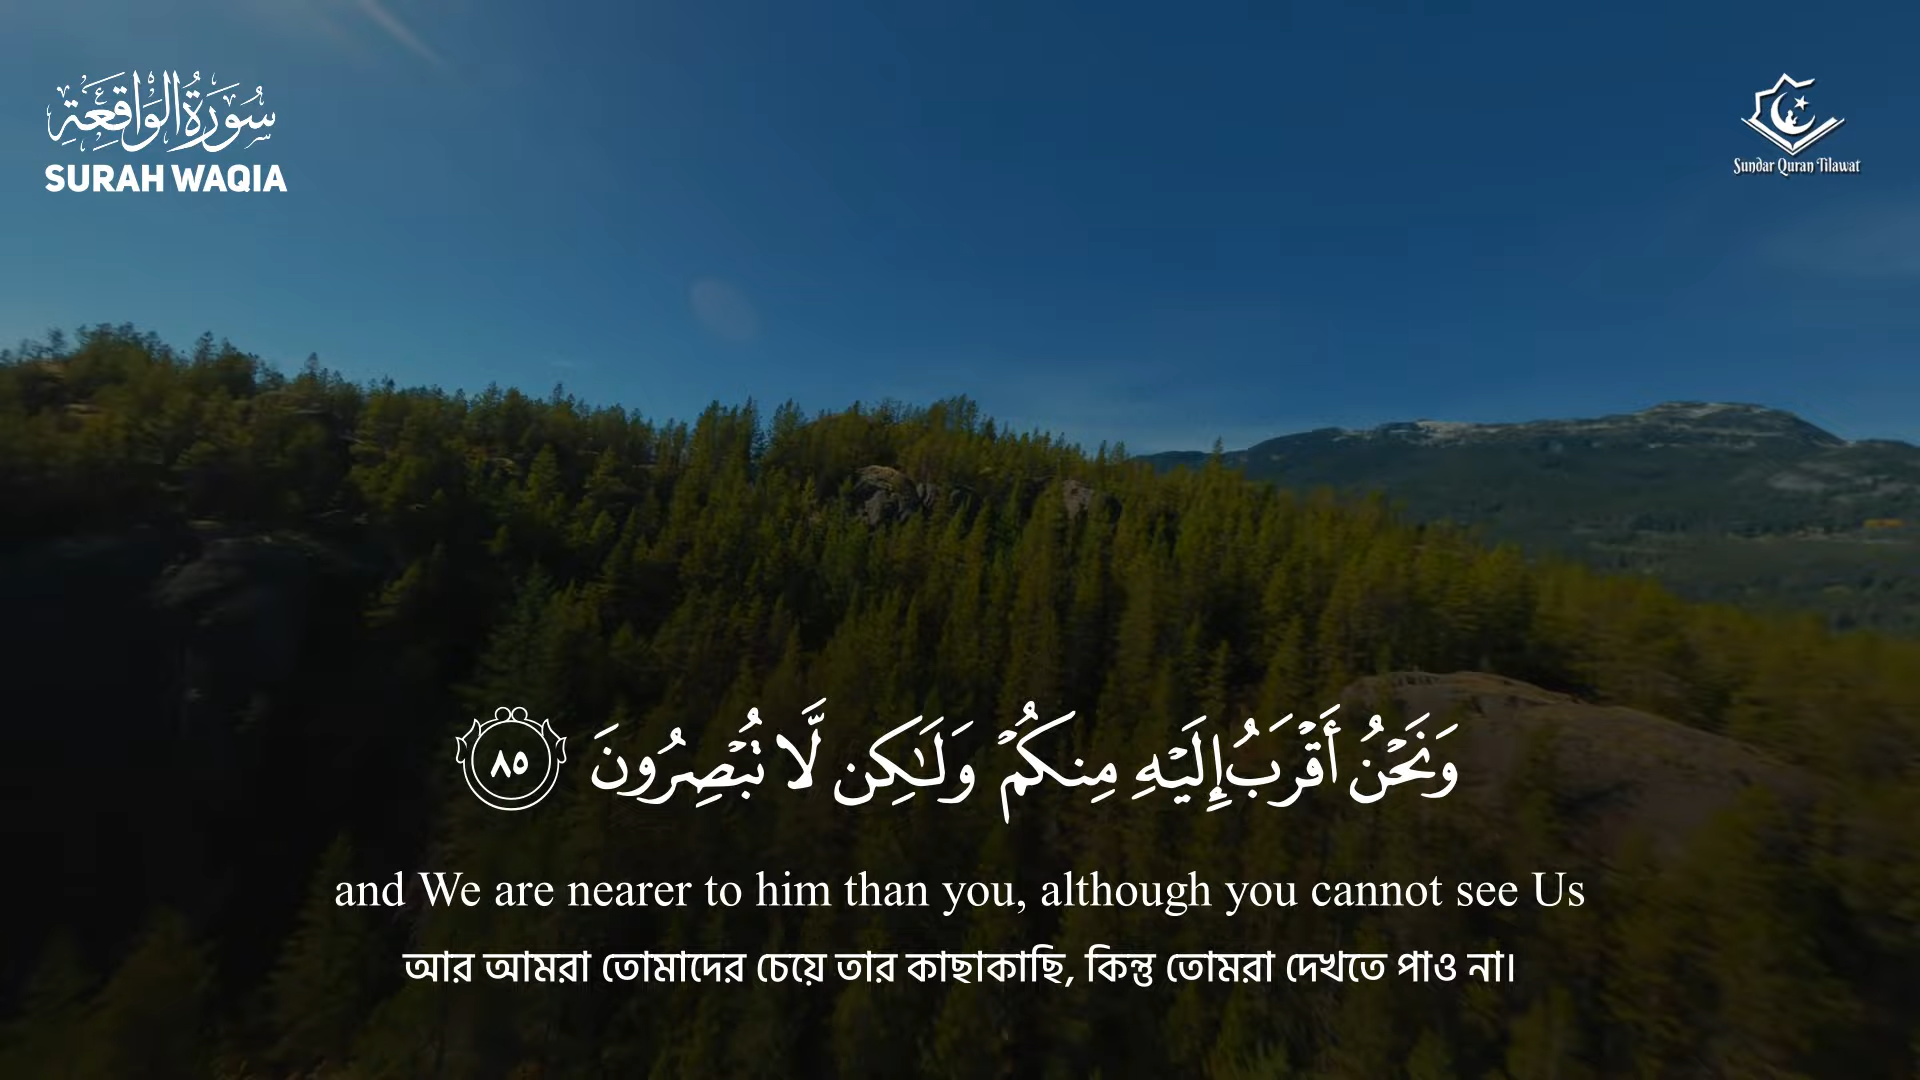 سُورَةُ الْوَاقِعَةِ
SURAH WAQIA
Sundar Quran Tilawat
وَنَحْنُ أَقْرَبُ إِلَيْهِ مِنكُمْ وَلَـٰكِن لَّا تُبْصِرُونَ ٨٥
and We are nearer to him than you, although you cannot see Us
আর আমরা তোমাদের চেয়ে তার কাছাকাছি, কিন্তু তোমরা দেখতে পাও না।